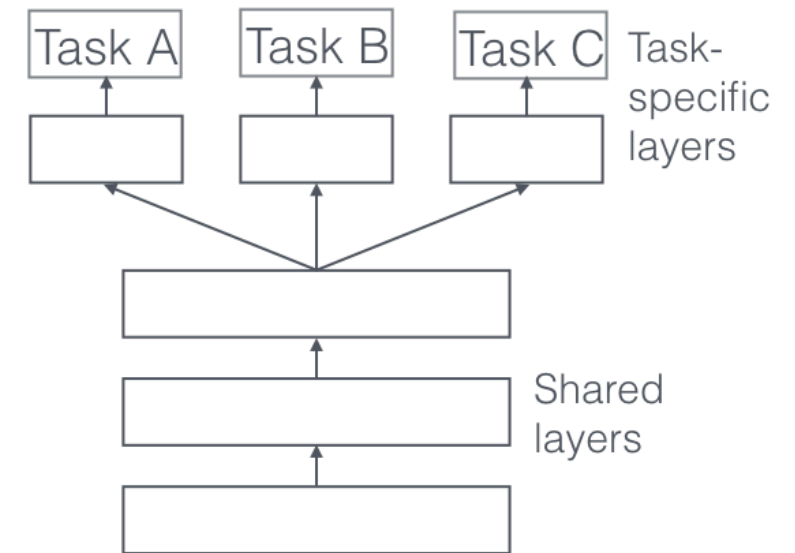 Task A
Task B
Task C
Task-
specific
layers
Shared
layers